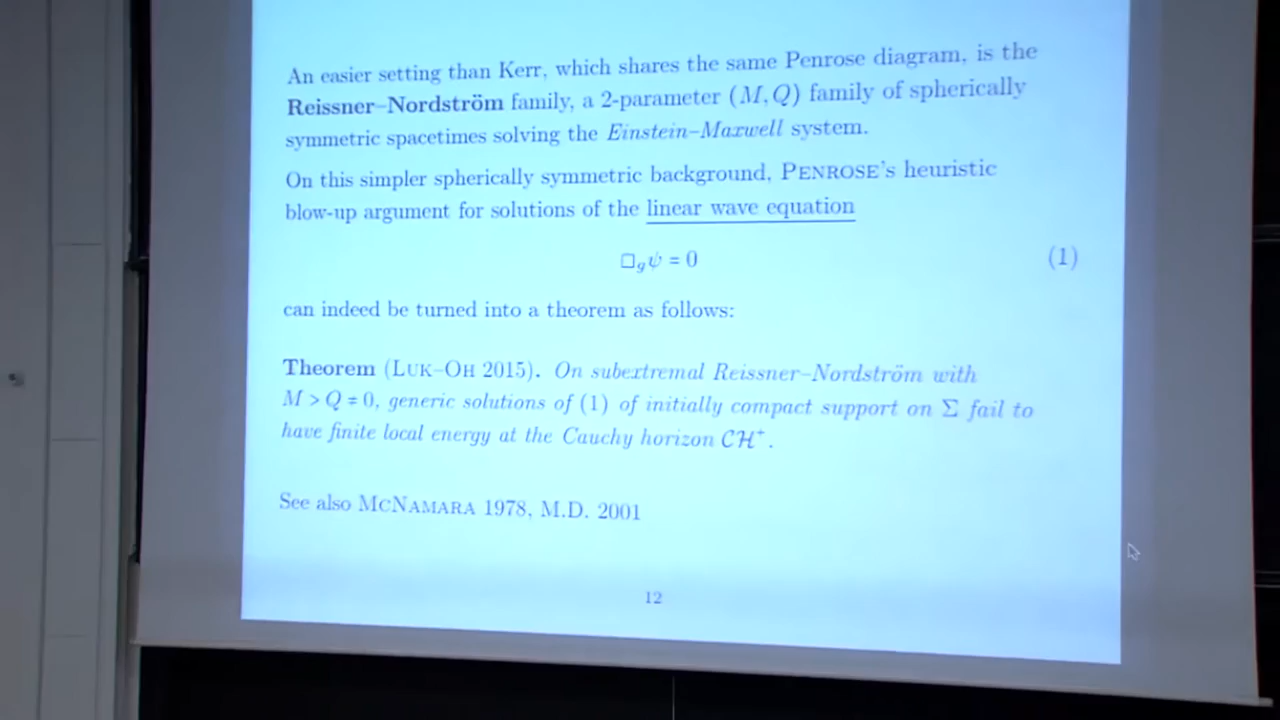 An easier setting than Kerr, which shares the same Penrose diagram, is the
Reissner–Nordström family, a 2-parameter (M, Q) family of spherically
symmetric spacetimes solving the Einstein–Maxwell system.
On this simpler spherically symmetric background, PENROSE's heuristic
blow-up argument for solutions of the linear wave equation
□_gψ = 0 (1)
can indeed be turned into a theorem as follows:
Theorem (LUK–OH 2015). On subextremal Reissner–Nordström with
M > Q = 0, generic solutions of (1) of initially compact support on Σ fail to
have finite local energy at the Cauchy horizon CH⁺.
See also MCNAMARA 1978, M.D. 2001
12